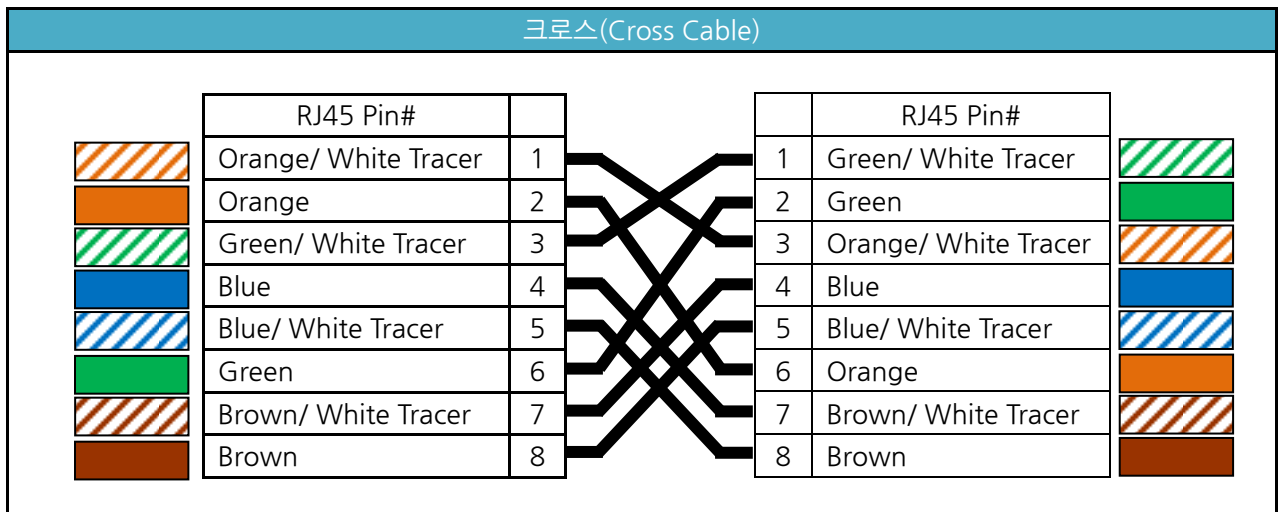 크로스(Cross Cable)
RJ45 Pin# RJ45 Pin#
Orange/ White Tracer 1 1 Green/ White Tracer
Orange 2 2 Green
Green/ White Tracer 3 3 Orange/ White Tracer
Blue 4 4 Blue
Blue/ White Tracer 5 5 Blue/ White Tracer
Green 6 6 Orange
Brown/ White Tracer 7 7 Brown/ White Tracer
Brown 8 8 Brown